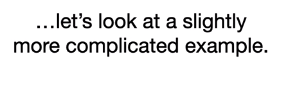 …let’s look at a slightly
more complicated example.